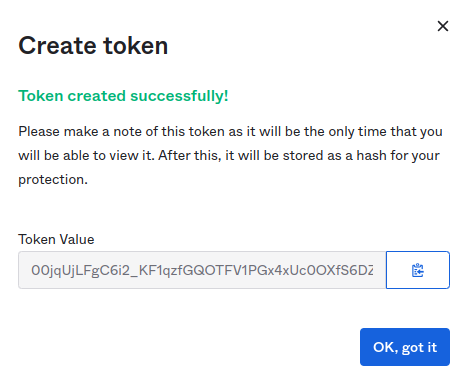 Create token
Token created successfully!
Please make a note of this token as it will be the only time that you
will be able to view it. After this, it will be stored as a hash for your
protection.
Token Value
00jqUjLFgC6i2_KF1qzfGQOTFV1PGx4xUc0OXfS6DZ
OK, got it